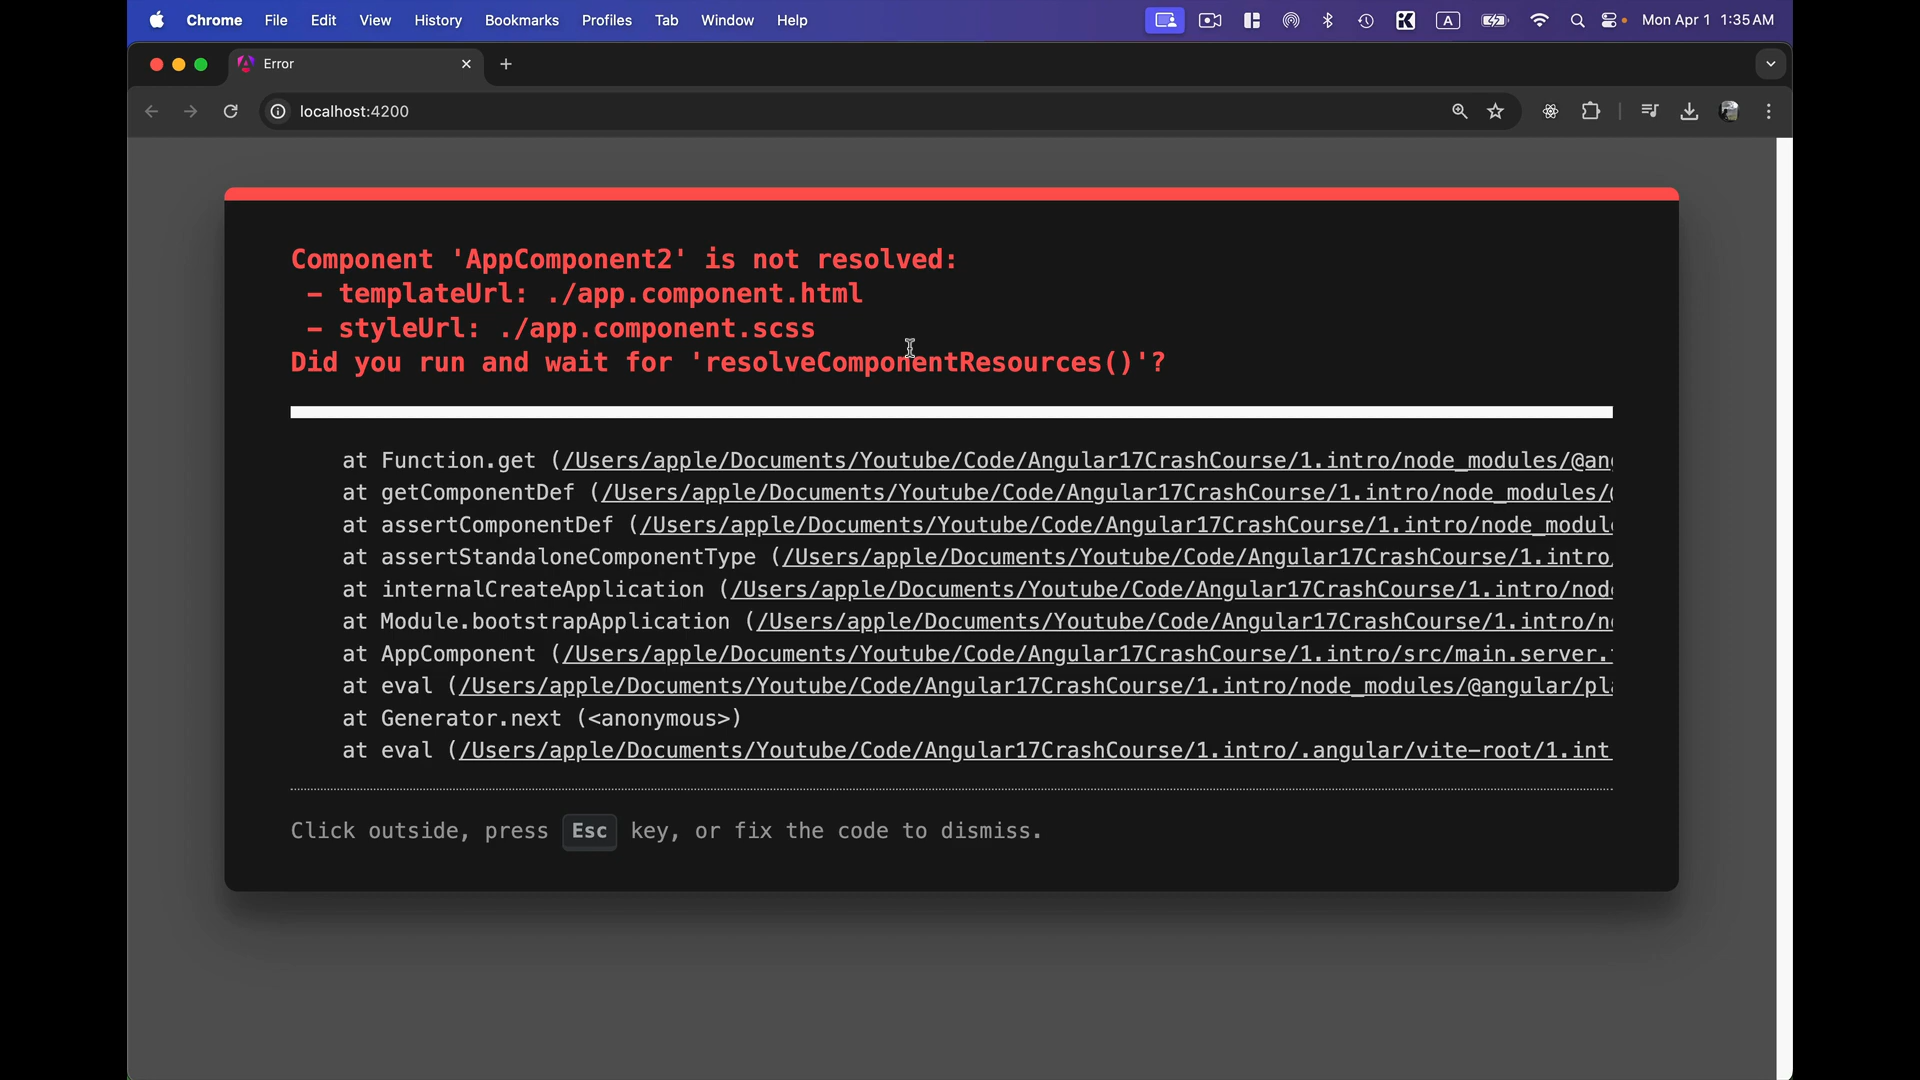 Chrome File Edit View History Bookmarks Profiles Tab Window Help A Mon Apr 1 1:35 AM
Error
localhost:4200
Component 'AppComponent2' is not resolved:
– templateUrl: ./app.component.html
– styleUrl: ./app.component.scss
Did you run and wait for 'resolveComponentResources()'?
at Function.get (/Users/apple/Documents/Youtube/Code/Angular17CrashCourse/1.intro/node_modules/@ang
at getComponentDef (/Users/apple/Documents/Youtube/Code/Angular17CrashCourse/1.intro/node_modules/@
at assertComponentDef (/Users/apple/Documents/Youtube/Code/Angular17CrashCourse/1.intro/node_module
at assertStandaloneComponentType (/Users/apple/Documents/Youtube/Code/Angular17CrashCourse/1.intro/
at internalCreateApplication (/Users/apple/Documents/Youtube/Code/Angular17CrashCourse/1.intro/node
at Module.bootstrapApplication (/Users/apple/Documents/Youtube/Code/Angular17CrashCourse/1.intro/no
at AppComponent (/Users/apple/Documents/Youtube/Code/Angular17CrashCourse/1.intro/src/main.server.t
at eval (/Users/apple/Documents/Youtube/Code/Angular17CrashCourse/1.intro/node_modules/@angular/pla
at Generator.next (<anonymous>)
at eval (/Users/apple/Documents/Youtube/Code/Angular17CrashCourse/1.intro/.angular/vite-root/1.int
Click outside, press Esc key, or fix the code to dismiss.